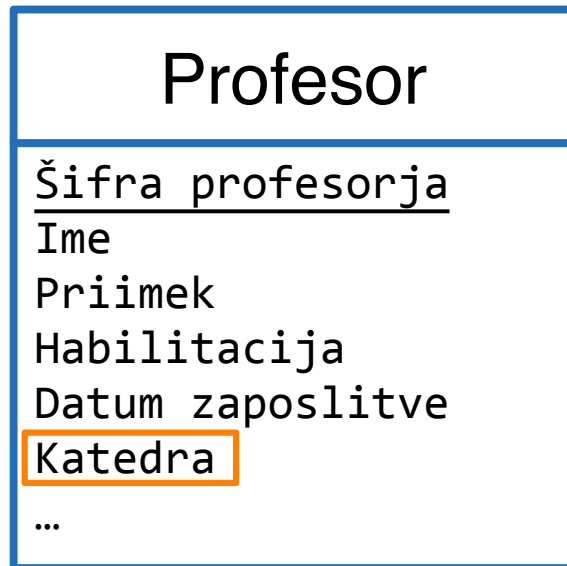 Profesor
Šifra profesorja
Ime
Priimek
Habilitacija
Datum zaposlitve
Katedra
…